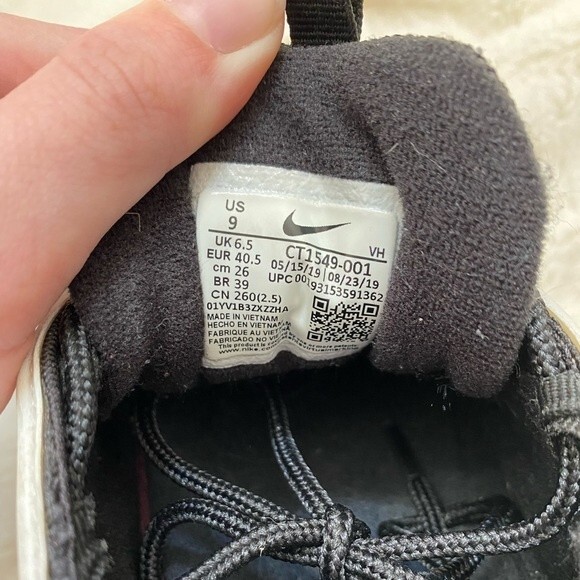 US
9
UK 6.5
EUR 40.5
cm 26
BR 39
CN 260(2.5)
01YV1B3ZXZZHA
MADE IN VIETNAM
HECHO EN VIETNAM
FABRIQUE AU VIETNAM
FABRICADO NO VIETNAM
CT1549-001 VH
05/15/19 08/23/19
UPC 00193153591362